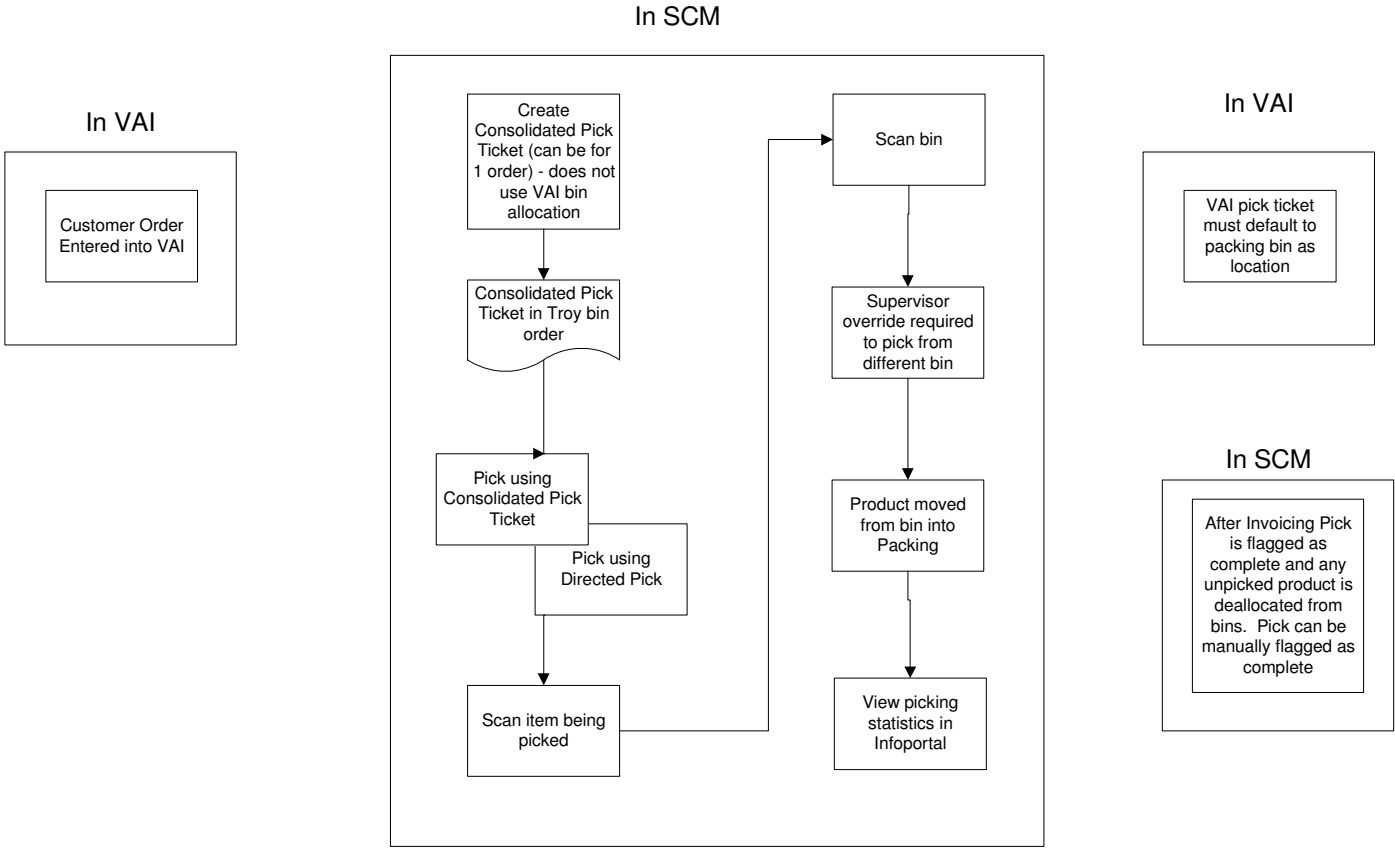 In SCM
In VAI
Customer Order
Entered into VAI
Create
Consolidated Pick
Ticket (can be for
1 order) - does not
use VAI bin
allocation
Consolidated Pick
Ticket in Troy bin
order
Pick using
Consolidated Pick
Ticket
Pick using
Directed Pick
Scan item being
picked
Scan bin
Supervisor
override required
to pick from
different bin
Product moved
from bin into
Packing
View picking
statistics in
Infoportal
In VAI
VAI pick ticket
must default to
packing bin as
location
In SCM
After Invoicing Pick
is flagged as
complete and any
unpicked product is
deallocated from
bins.  Pick can be
manually flagged as
complete